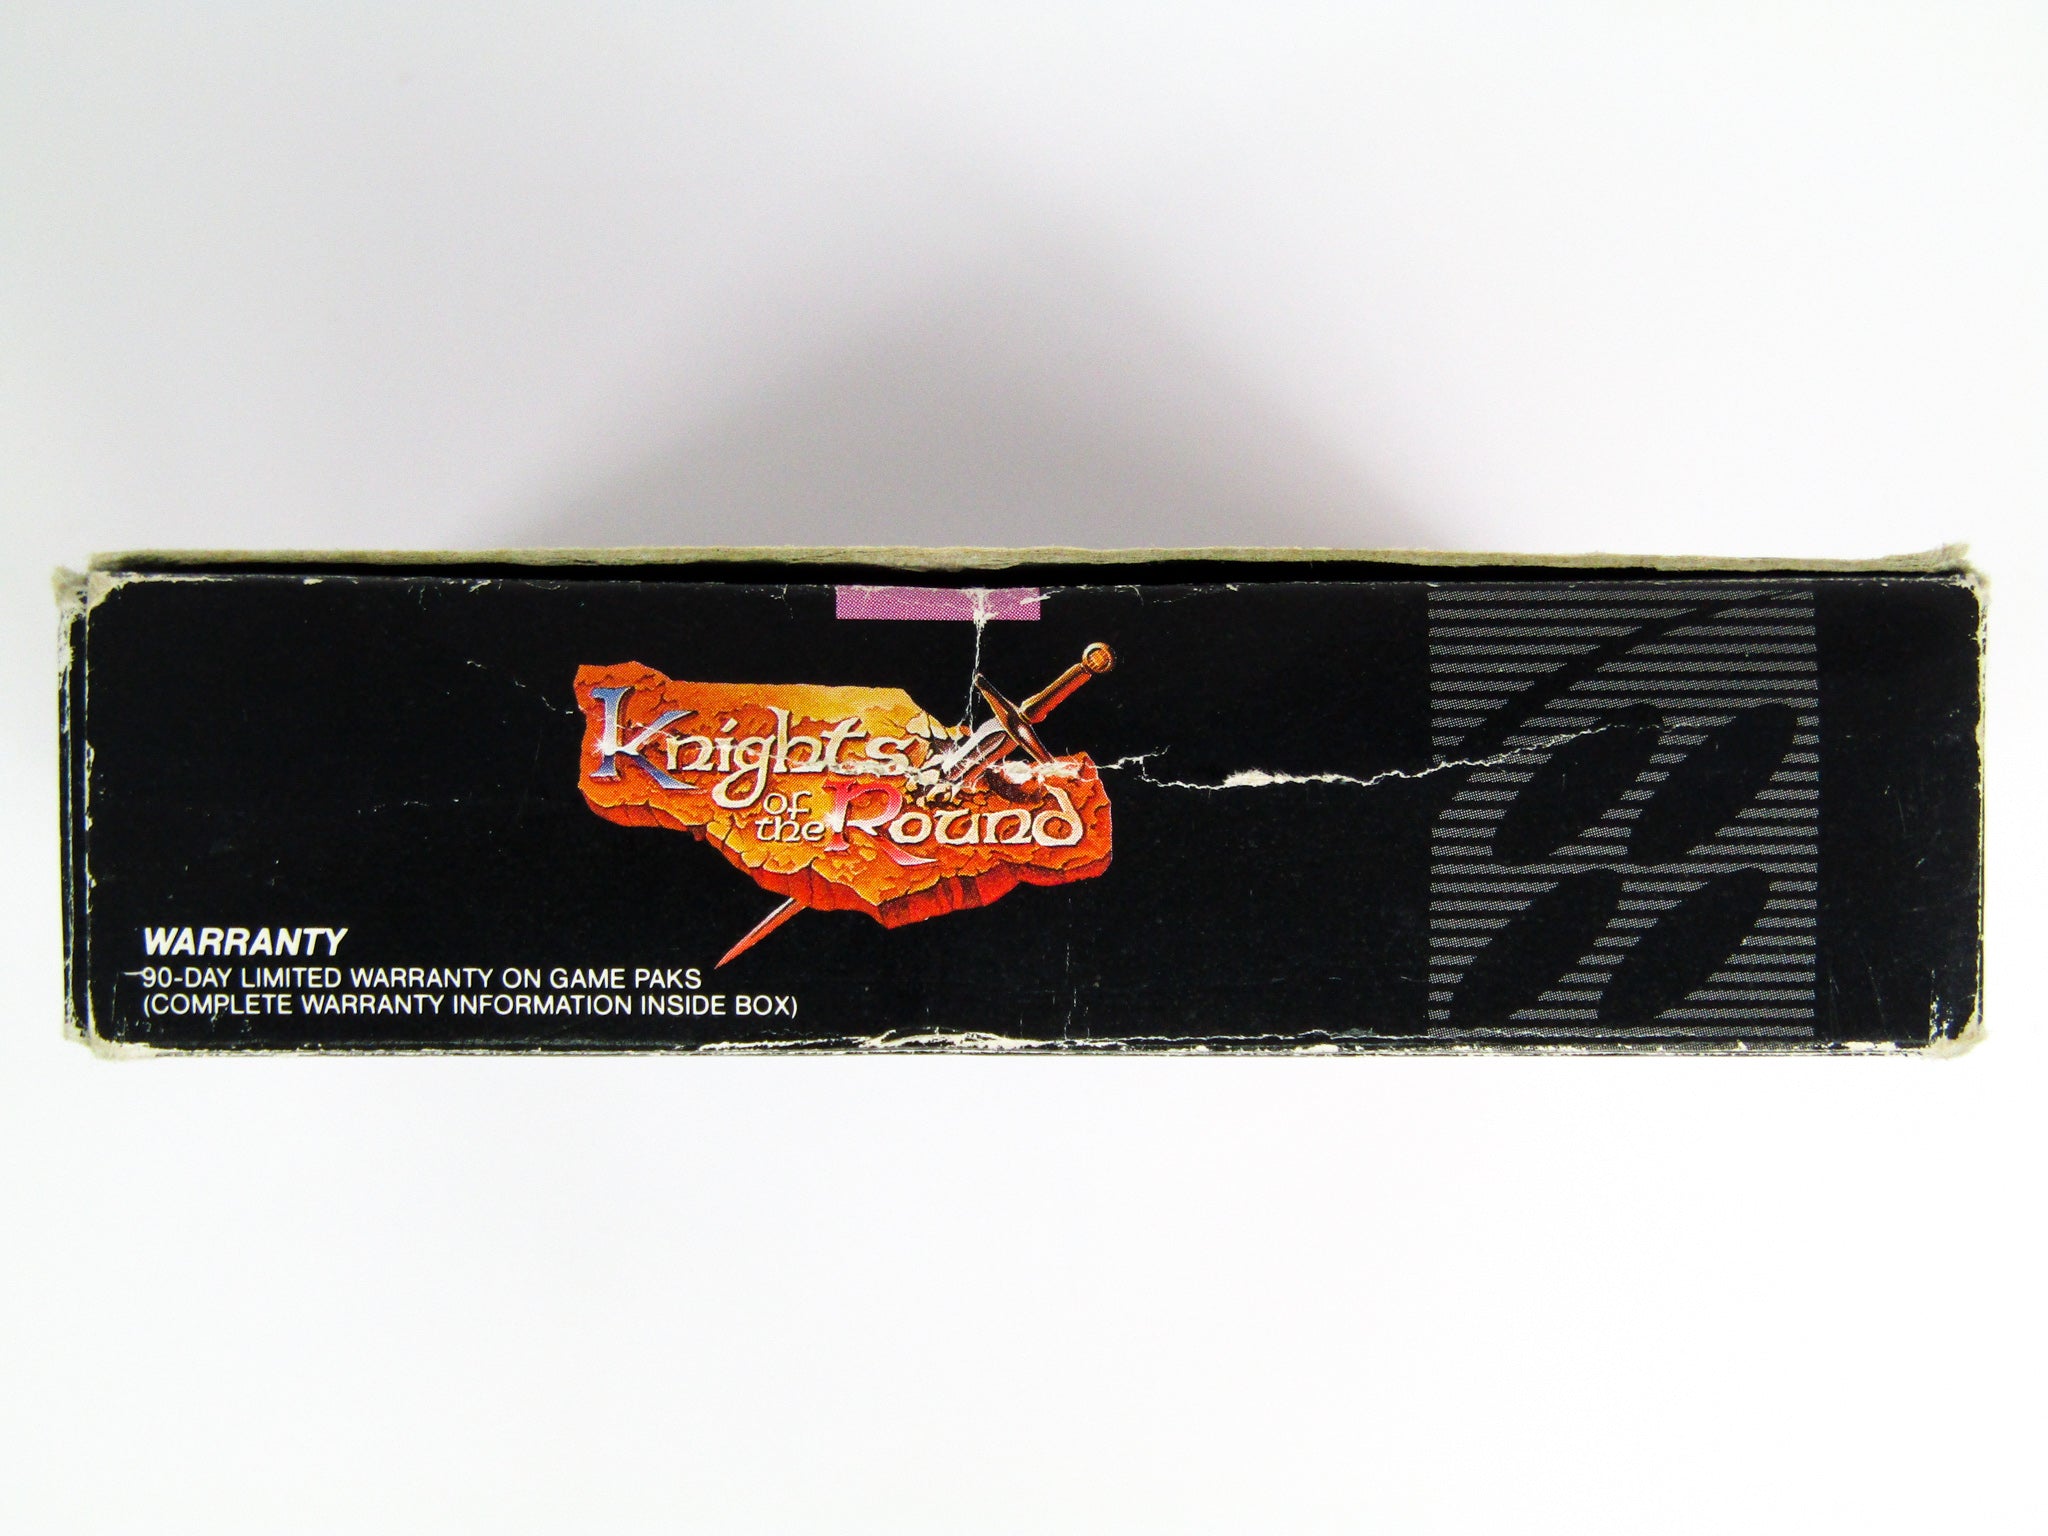 Knights
of
the Round
WARRANTY
90-DAY LIMITED WARRANTY ON GAME PAKS
(COMPLETE WARRANTY INFORMATION INSIDE BOX)